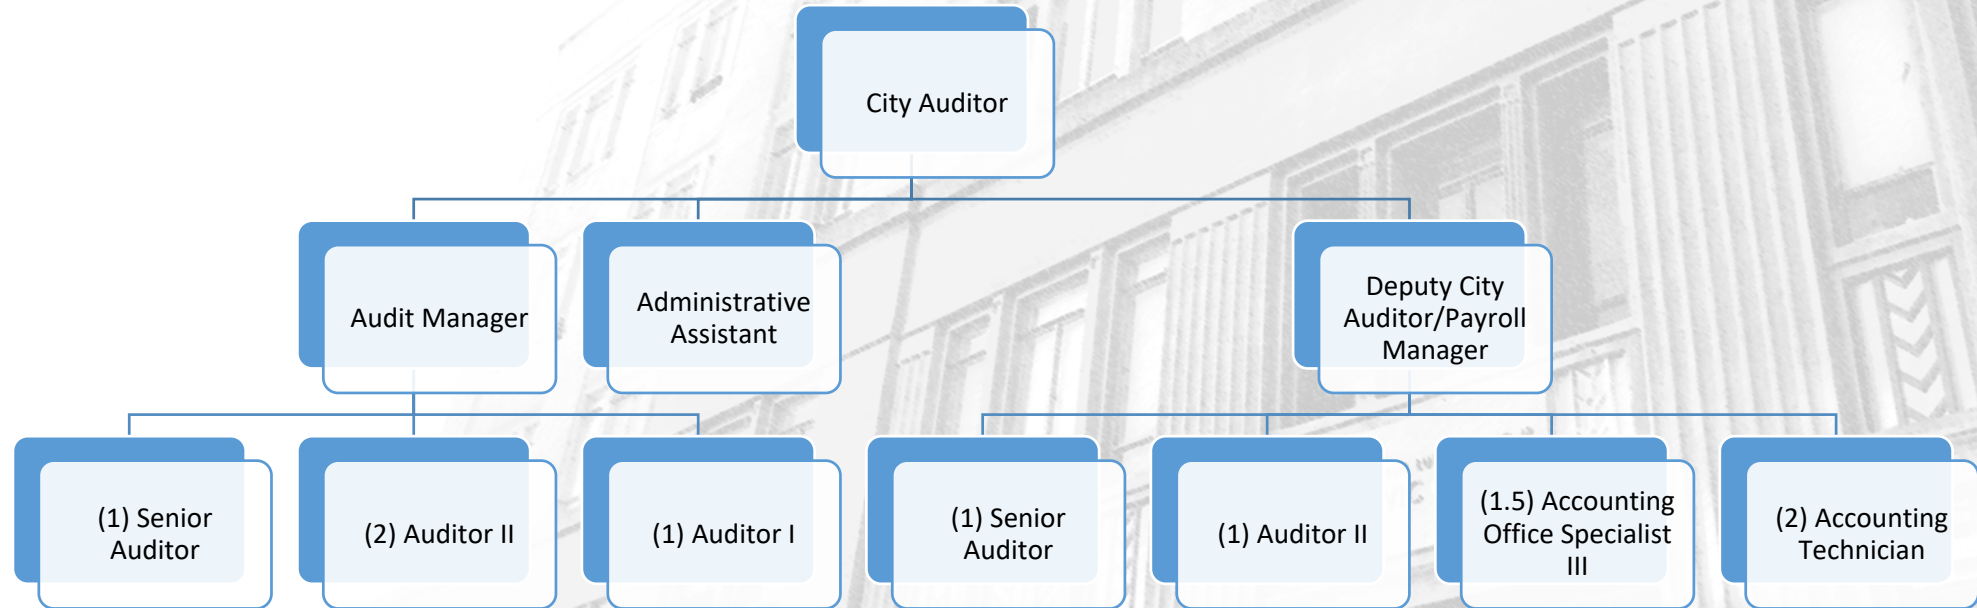 City Auditor
Audit Manager
Administrative
Assistant
Deputy City
Auditor/Payroll
Manager
(1) Senior
Auditor
(2) Auditor II
(1) Auditor I
(1) Senior
Auditor
(1) Auditor II
(1.5) Accounting
Office Specialist
III
(2) Accounting
Technician